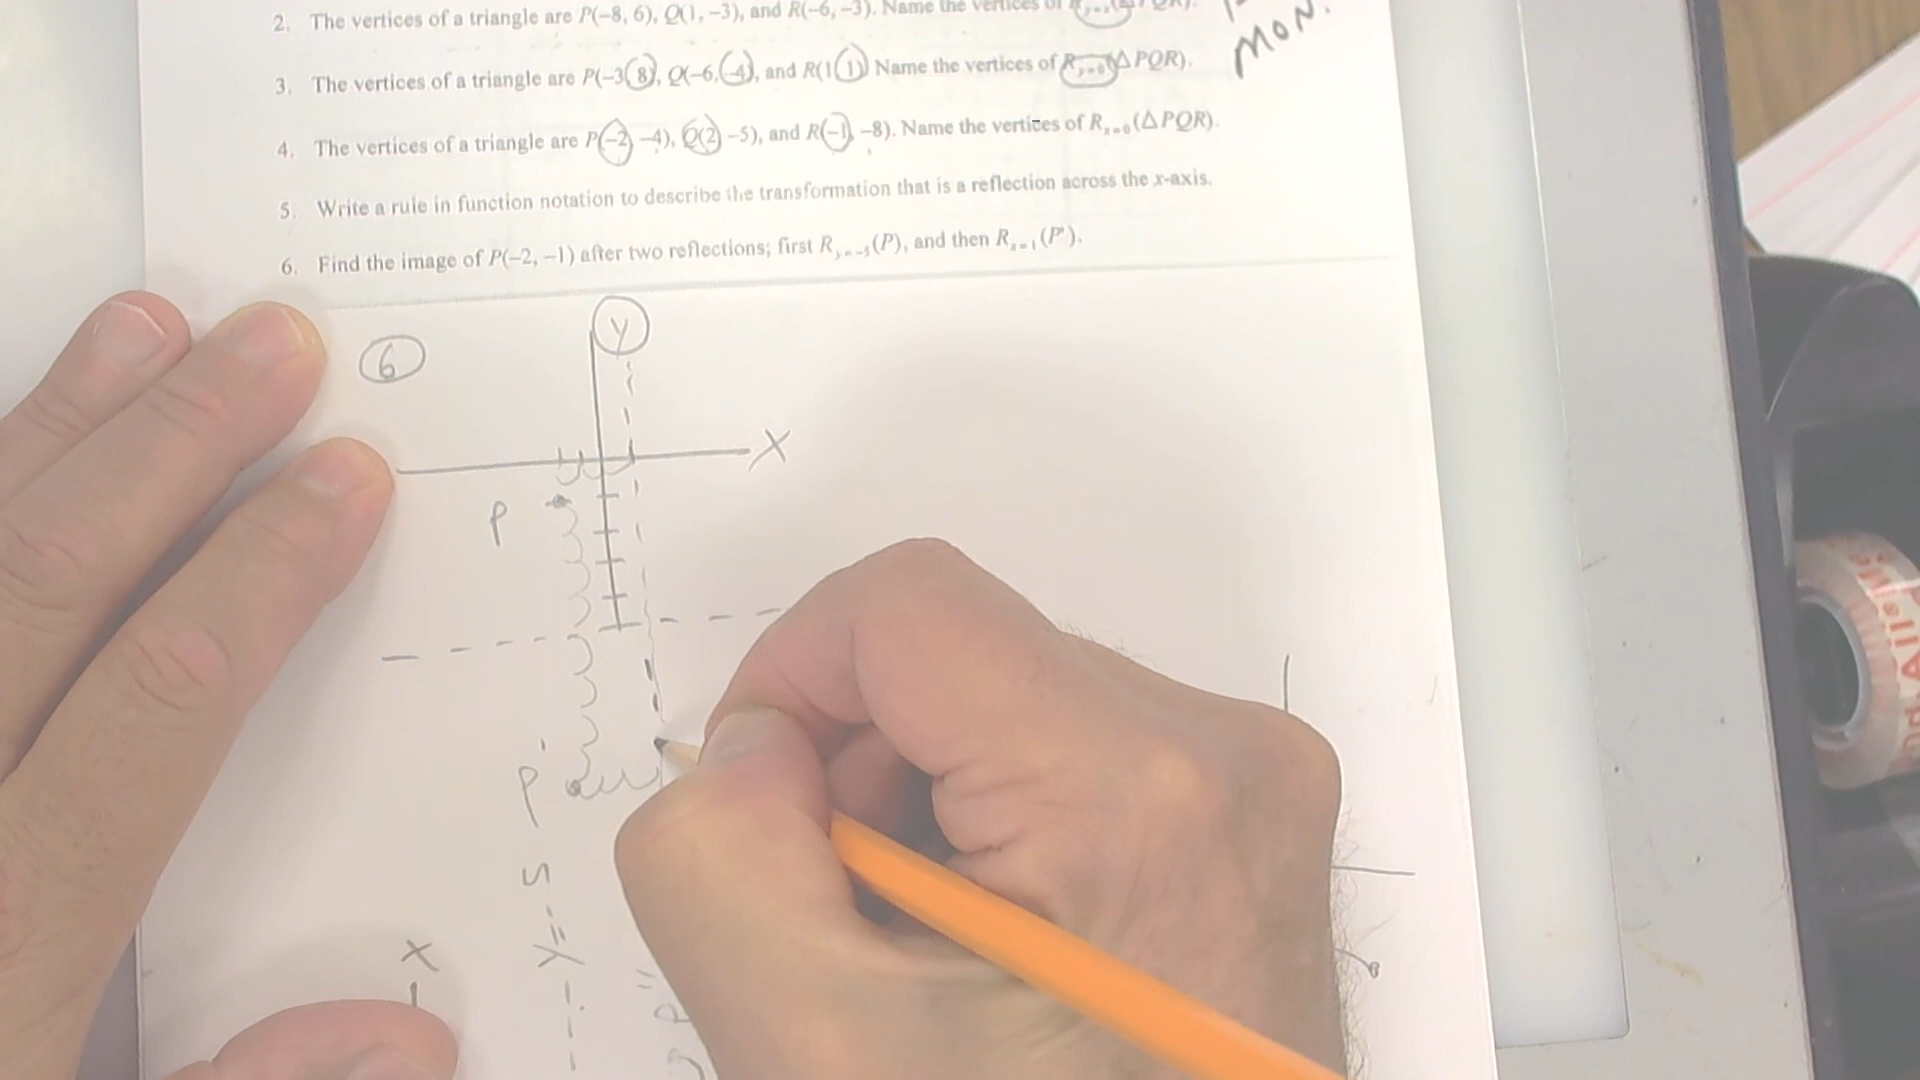 2. The vertices of a triangle are P(−8, 6), Q(1, −3), and R(−6, −3). Name the vertices of
MON.
3. The vertices of a triangle are P(−3, 8), Q(−6, −4), and R(1, 1). Name the vertices of R y=0 (△PQR).
4. The vertices of a triangle are P(−2, −4), Q(2, −5), and R(−1, −8). Name the vertices of R x=0 (△PQR).
5. Write a rule in function notation to describe the transformation that is a reflection across the x-axis.
6. Find the image of P(−2, −1) after two reflections; first R y=−5 (P), and then R x=1 (P').
6
y
X
P
P'
y=-5
X
P"